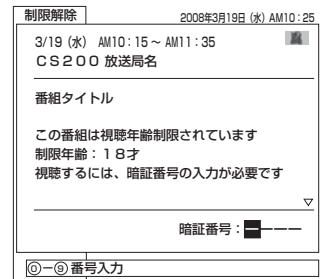 制限解除
2008年3月19日（水）AM10：25
3/19（水） AM10：15～AM11：35
CS200 放送局名
番組タイトル
この番組は視聴年齢制限されています
制限年齢：18才
視聴するには、暗証番号の入力が必要です
▽
暗証番号：----
⓪−⑨番号入力